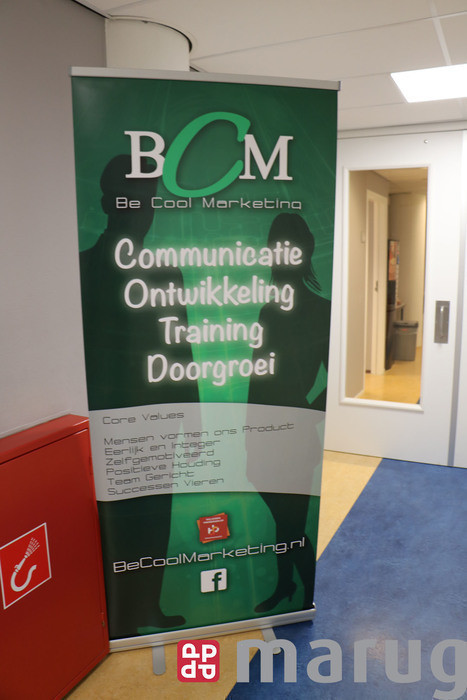 BCM
Be Cool Marketing
Communicatie
Ontwikkeling
Training
Doorgroei
Core Values
Mensen vormen ons Product
Eerlijk en Integer
Zelfgemotiveerd
Positieve Houding
Team Gericht
Successen Vieren
BeCoolMarketing.nl
f
marug